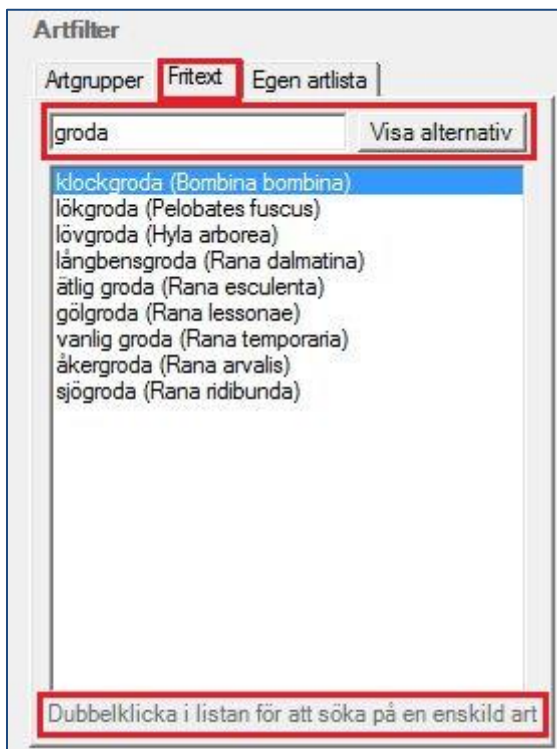 Artfilter
Artgrupper Fritext Egen artlista
groda Visa alternativ
klockgroda (Bombina bombina)
lökgroda (Pelobates fuscus)
lövgroda (Hyla arborea)
långbensgroda (Rana dalmatina)
ätlig groda (Rana esculenta)
gölgroda (Rana lessonae)
vanlig groda (Rana temporaria)
åkergroda (Rana arvalis)
sjögroda (Rana ridibunda)
Dubbelklicka i listan för att söka på en enskild art